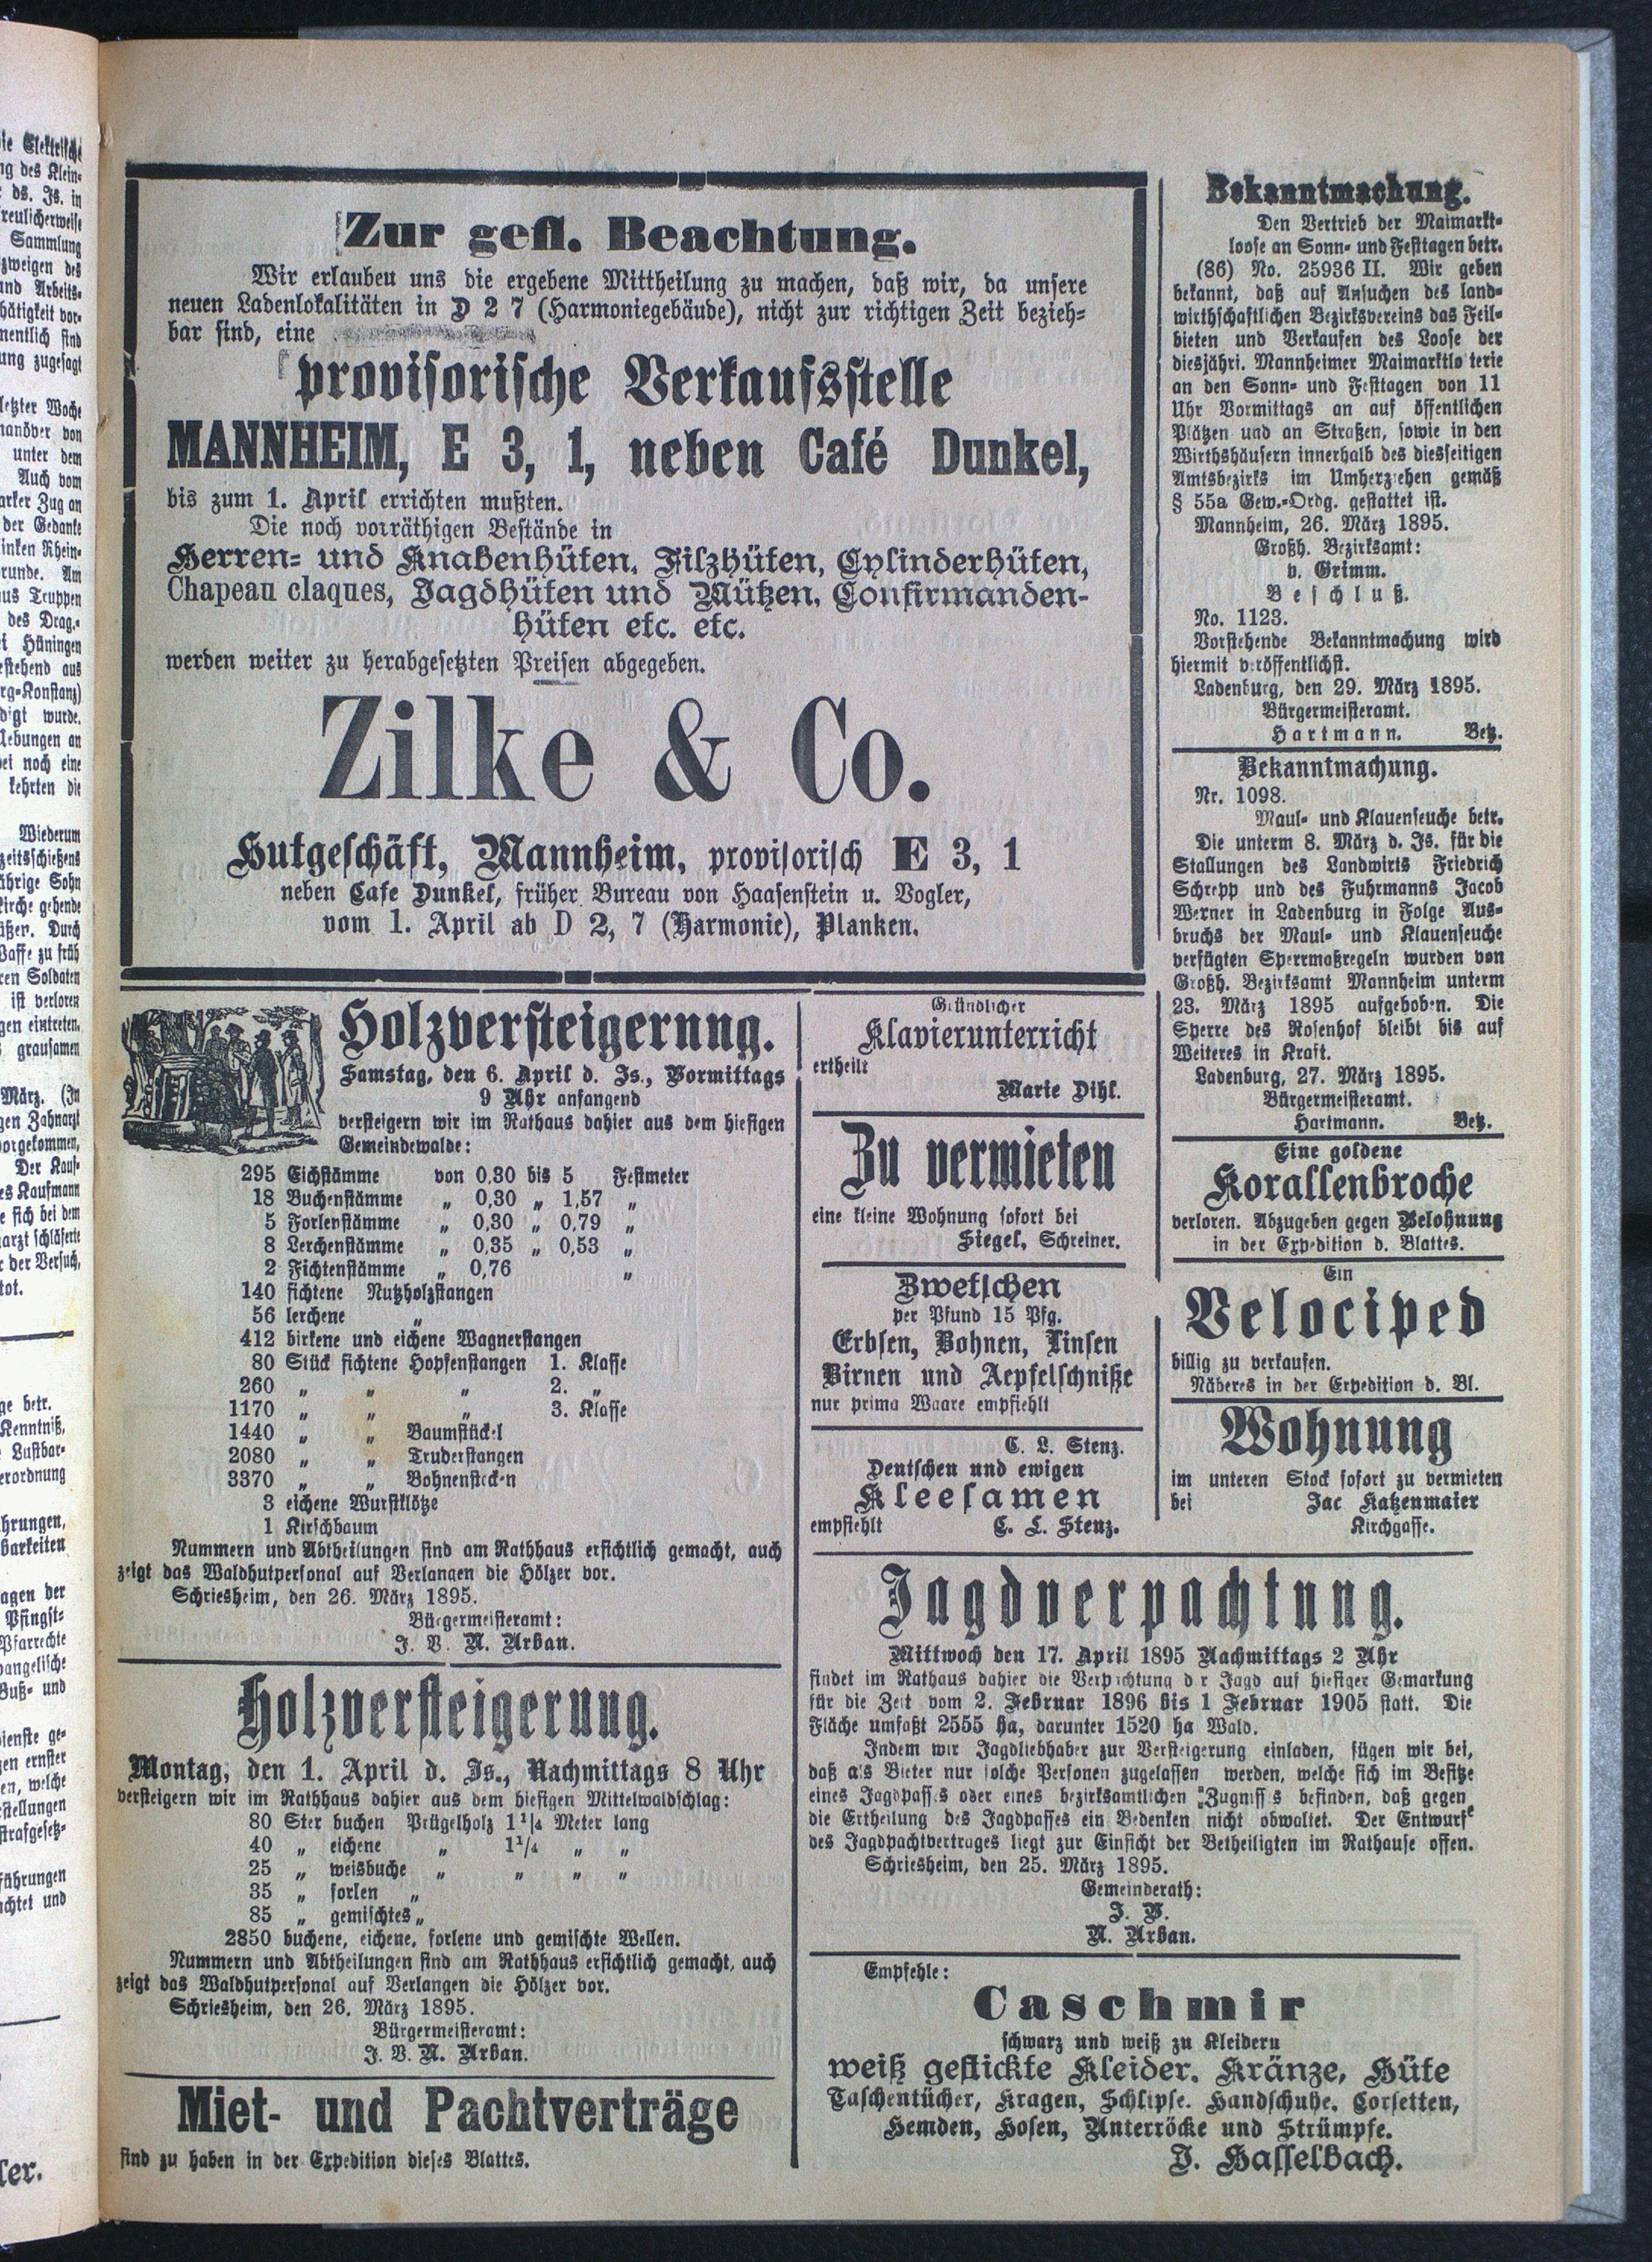 Zur gefl. Beachtung.
Wir erlauben uns die ergebene Mittheilung zu machen, daß wir, da unsere
neuen Ladenlokalitäten in D 2 7 (Harmoniegebäude), nicht zur richtigen Zeit bezieh-
bar sind, eine
provisorische Verkaufsstelle
MANNHEIM, E 3, 1, neben Café Dunkel,
bis zum 1. April errichten mußten.
Die noch vorräthigen Bestände in
Herren- und Knabenhüten, Filzhüten, Cylinderhüten,
Chapeau claques, Jagdhüten und Mützen, Confirmanden-
hüten etc. etc.
werden weiter zu herabgesetzten Preisen abgegeben.
Zilke & Co.
Hutgeschäft, Mannheim, provisorisch E 3, 1
neben Cafe Dunkel, früher Bureau von Haasenstein u. Vogler,
vom 1. April ab D 2, 7 (Harmonie), Planken.
Holzversteigerung.
Samstag, den 6. April d. Js., Vormittags
9 Uhr anfangend
versteigern wir im Rathaus dahier aus dem hiesigen
Gemeindewalde:
295 Eichstämme von 0,30 bis 5 Festmeter
18 Buchenstämme „ 0,30 „ 1,57 „
5 Forlenstämme „ 0,30 „ 0,79 „
8 Lerchenstämme „ 0,35 „ 0,53 „
2 Fichtenstämme „ 0,76 „
140 fichtene Nutzholzstangen
56 lerchene „
412 birkene und eichene Wagnerstangen
80 Stück fichtene Hopfenstangen 1. Klasse
260 „ „ „ 2. „
1170 „ „ „ 3. Klasse
1440 „ „ Baumstückel
2080 „ „ Truderstangen
3370 „ „ Bohnenstecken
3 eichene Wurstklötze
1 Kirschbaum
Nummern und Abtheilungen sind am Rathhaus ersichtlich gemacht, auch
zeigt das Waldhutpersonal auf Verlangen die Hölzer vor.
Schriesheim, den 26. März 1895.
Bürgermeisteramt:
J. V. A. Urban.
Holzversteigerung.
Montag, den 1. April d. Js., Nachmittags 8 Uhr
versteigern wir im Rathhaus dahier aus dem hiesigen Mittelwaldschlag:
80 Ster buchen Prügelholz 1¹/₄ Meter lang
40 „ eichene „ 1¹/₄ „ „
25 „ weisbuche „ „ „ „
35 „ forlen „
85 „ gemischtes „
2850 buchene, eichene, forlene und gemischte Wellen.
Nummern und Abtheilungen sind am Rathhaus ersichtlich gemacht, auch
zeigt das Waldhutpersonal auf Verlangen die Hölzer vor.
Schriesheim, den 26. März 1895.
Bürgermeisteramt:
J. V. A. Urban.
Miet- und Pachtverträge
sind zu haben in der Expedition dieses Blattes.
Gründlicher
Klavierunterricht
ertheilt
Marie Dihl.
Zu vermieten
eine kleine Wohnung sofort bei
Siegel, Schreiner.
Zwetschen
per Pfund 15 Pfg.
Erbsen, Bohnen, Linsen
Birnen und Aepfelschnitze
nur prima Waare empfiehlt
C. L. Stenz.
Deutschen und ewigen
Kleesamen
empfiehlt C. L. Stenz.
Bekanntmachung.
Den Vertrieb der Maimarkt-
loose an Sonn- und Festtagen betr.
(86) No. 25936 II. Wir geben
bekannt, daß auf Ansuchen des land-
wirthschaftlichen Bezirksvereins das Feil-
bieten und Verkaufen des Loose der
diesjähri. Mannheimer Maimarktlo terie
an den Sonn- und Festtagen von 11
Uhr Vormittags an auf öffentlichen
Plätzen und an Straßen, sowie in den
Wirthshäusern innerhalb des diesseitigen
Amtsbezirks im Umherziehen gemäß
§ 55a Gew.-Ordg. gestattet ist.
Mannheim, 26. März 1895.
Großh. Bezirksamt:
v. Grimm.
Beschluß.
No. 1123.
Vorstehende Bekanntmachung wird
hiermit veröffentlichst.
Ladenburg, den 29. März 1895.
Bürgermeisteramt.
Hartmann. Betz.
Bekanntmachung.
Nr. 1098.
Maul- und Klauenseuche betr.
Die unterm 8. März d. Js. für die
Stallungen des Landwirts Friedrich
Schrepp und des Fuhrmanns Jacob
Werner in Ladenburg in Folge Aus-
bruchs der Maul- und Klauenseuche
verfügten Sperrmaßregeln wurden von
Großh. Bezirksamt Mannheim unterm
23. März 1895 aufgeboben. Die
Sperre des Rosenhof bleibt bis auf
Weiteres in Kraft.
Ladenburg, 27. März 1895.
Bürgermeisteramt.
Hartmann. Betz.
Eine goldene
Korallenbroche
verloren. Abzugeben gegen Belohnung
in der Expedition d. Blattes.
Ein
Velociped
billig zu verkaufen.
Näheres in der Expedition d. Bl.
Wohnung
im unteren Stock sofort zu vermieten
bei Jac Katzenmaier
Kirchgasse.
Jagdverpachtung.
Mittwoch den 17. April 1895 Nachmittags 2 Uhr
findet im Rathaus dahier die Verpachtung der Jagd auf hiesiger Gemarkung
für die Zeit vom 2. Februar 1896 bis 1 Februar 1905 statt. Die
Fläche umfaßt 2555 ha, darunter 1520 ha Wald.
Indem wir Jagdliebhaber zur Versteigerung einladen, fügen wir bei,
daß als Bieter nur solche Personen zugelassen werden, welche sich im Besitze
eines Jagdpasses oder eines bezirksamtlichen Zugnisses befinden, daß gegen
die Ertheilung des Jagdpasses ein Bedenken nicht obwaltet. Der Entwurf
des Jagdpachtvertrages liegt zur Einsicht der Betheiligten im Rathause offen.
Schriesheim, den 25. März 1895.
Gemeinderath:
J. V.
A. Urban.
Empfehle:
Caschmir
schwarz und weiß zu Kleidern
weiß gestickte Kleider, Kränze, Hüte
Taschentücher, Kragen, Schlipse, Handschuhe, Corsetten,
Hemden, Hosen, Unterröcke und Strümpfe.
J. Hasselbach.